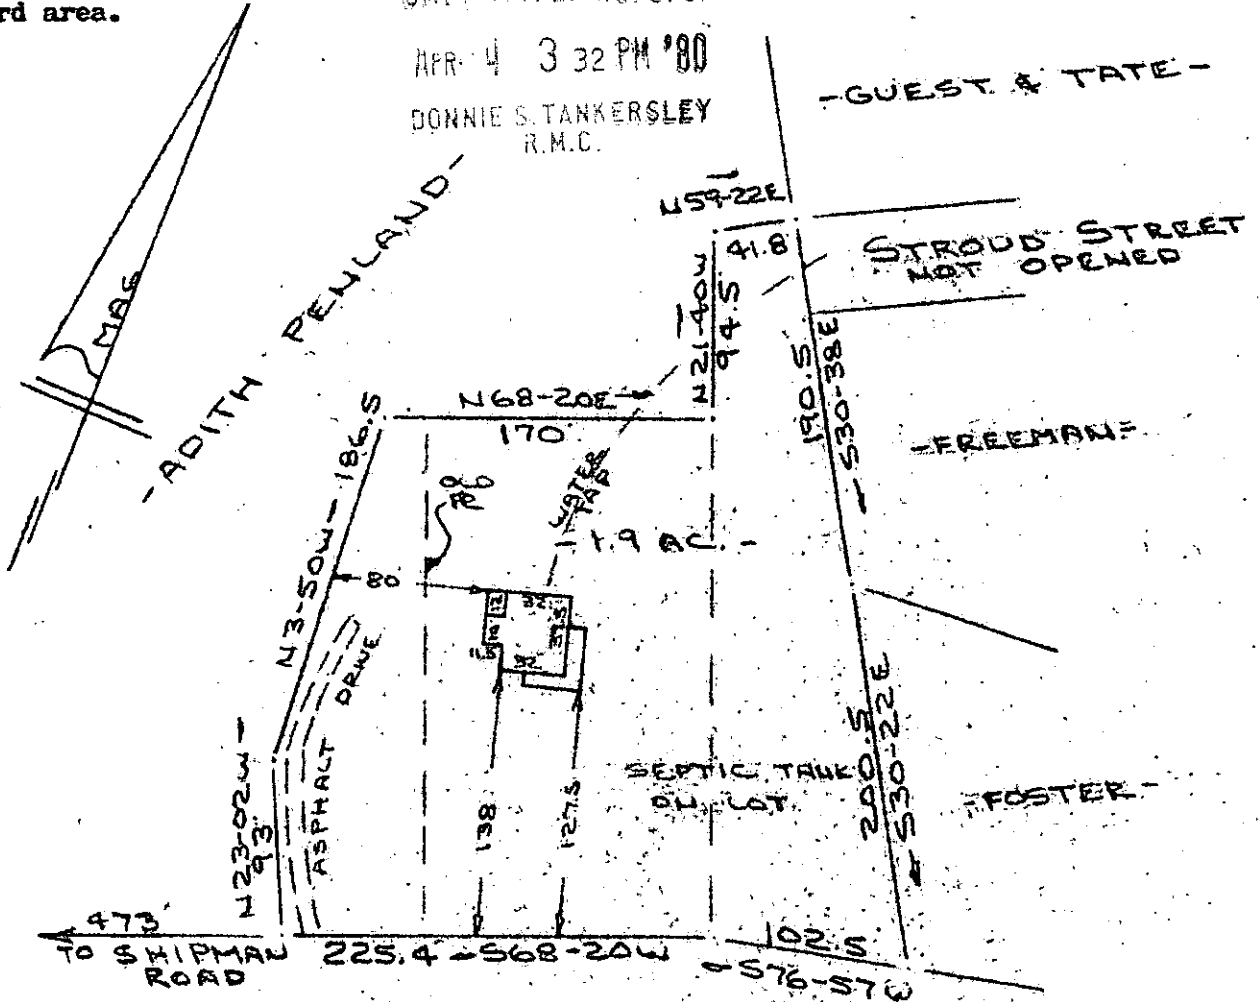 rd area.
APR 4 3 32 PM '80
DONNIE S. TANKERSLEY
R.M.C.
-GUEST & TATE-
N59-22E
41.8
STROUD STREET
NOT OPENED
MAG
-ADITH PENLAND-
N21-40W
94.5
N68-20E
170
N3-50W-186.5
190.5
S30-38E
-FREEMAN-
WATER
TAP
1.9 AC.-
80
12
32
39.5
DRIVE
ASPHALT
N23-02W-
93
138
127.5
SEPTIC TANK
ON LOT
200.5
S30-22E
-FOSTER-
473
TO SHIPMAN
ROAD
225.4-S68-20W
102.5
-S76-57W